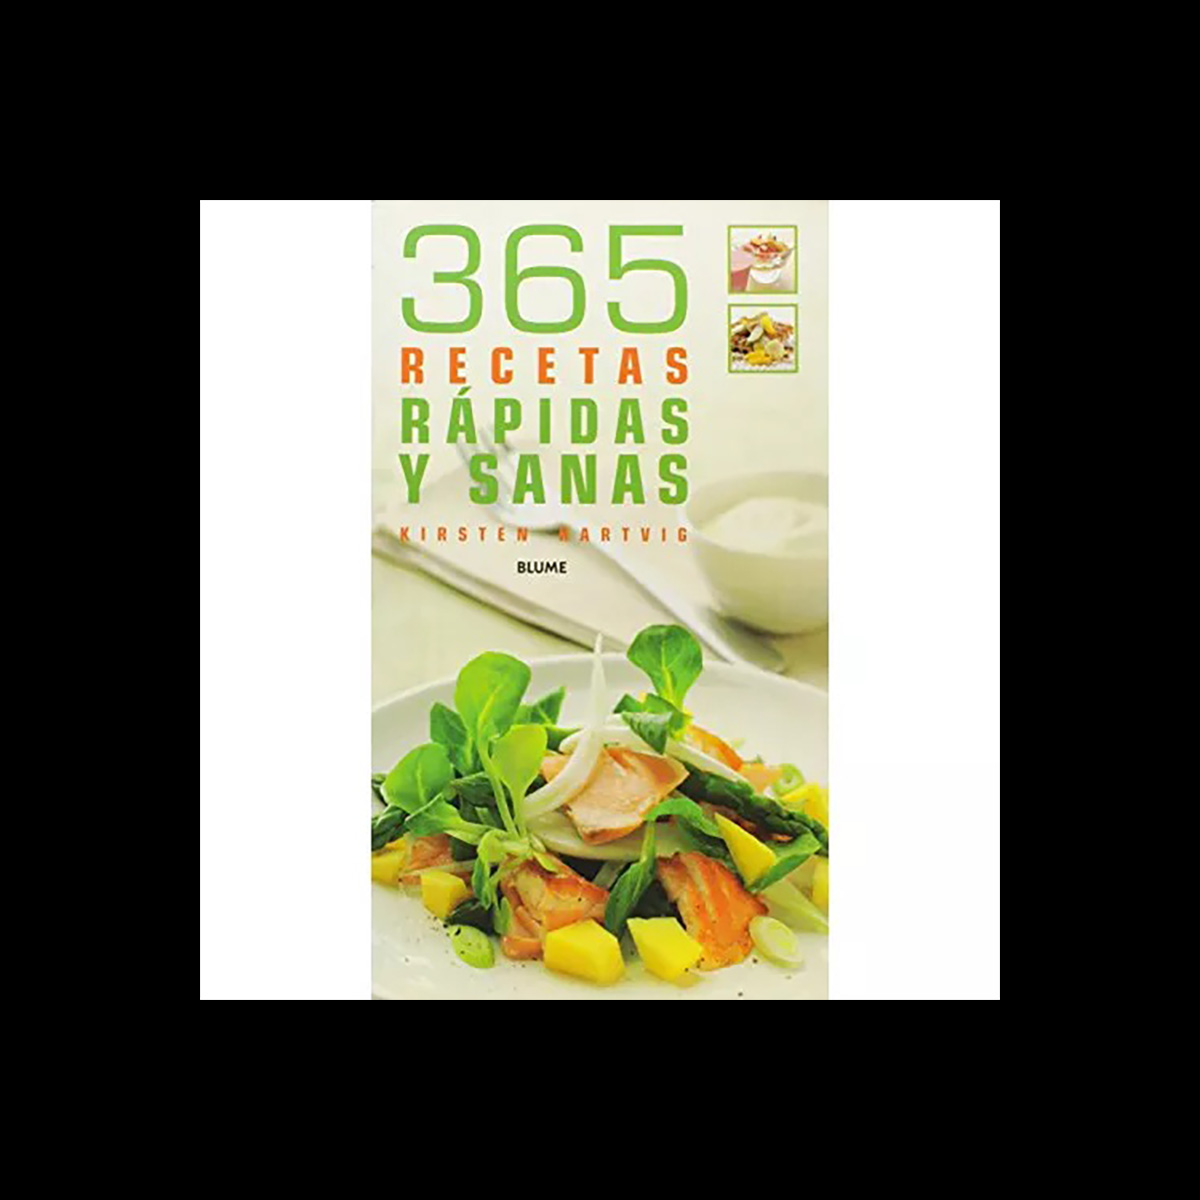 365
RECETAS
RÁPIDAS
Y SANAS
KIRSTEN HARTVIG
BLUME